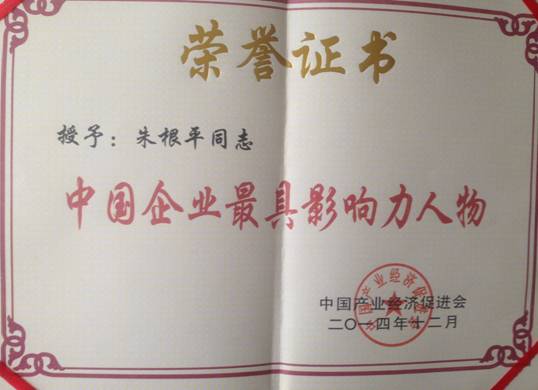 荣誉证书
授予：朱根平同志
中国企业最具影响力人物
中国产业经济促进会
二〇一四年十二月